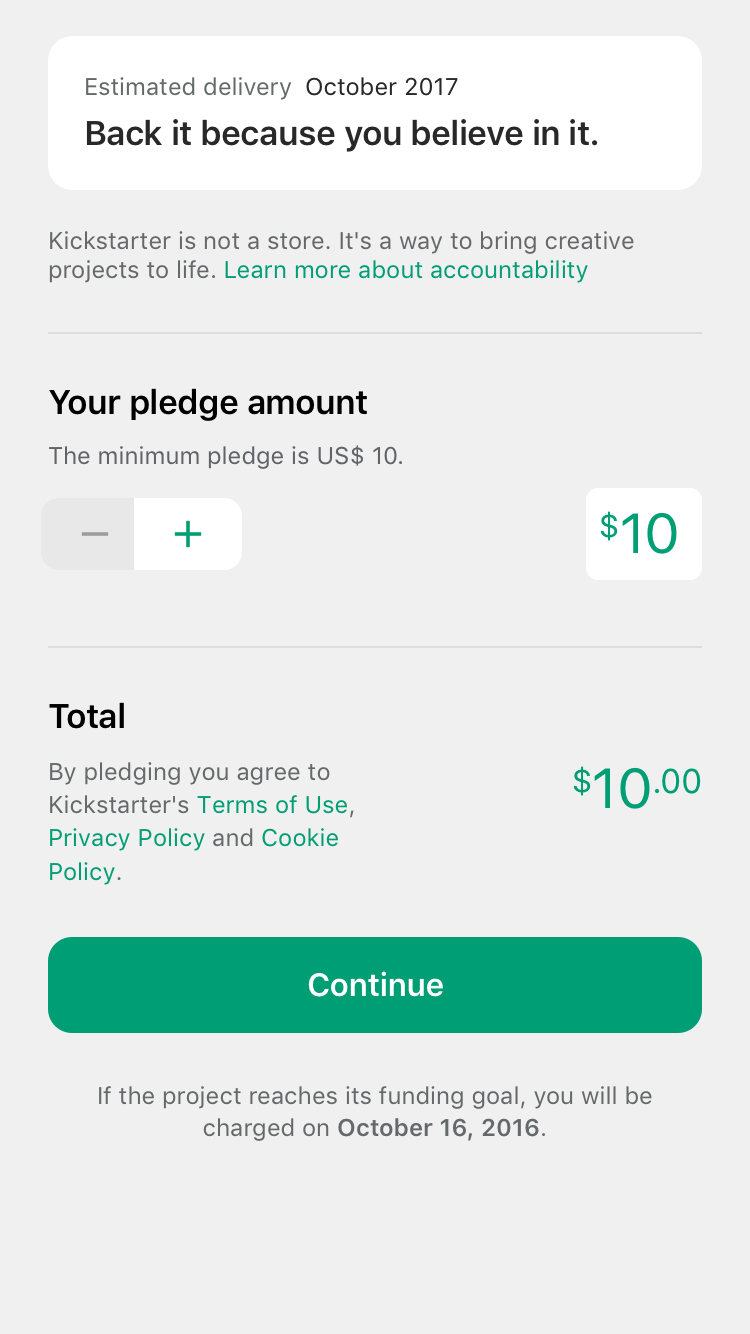 Estimated delivery October 2017
Back it because you believe in it.
Kickstarter is not a store. It's a way to bring creative
projects to life. Learn more about accountability
Your pledge amount
The minimum pledge is US$ 10.
− +
$10
Total
By pledging you agree to
Kickstarter's Terms of Use,
Privacy Policy and Cookie
Policy.
$10.00
Continue
If the project reaches its funding goal, you will be
charged on October 16, 2016.